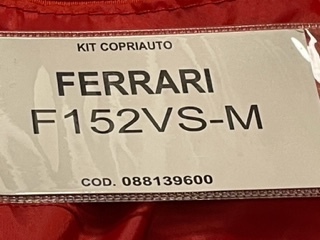 KIT COPRIAUTO
FERRARI
F152VS-M
COD. 088139600